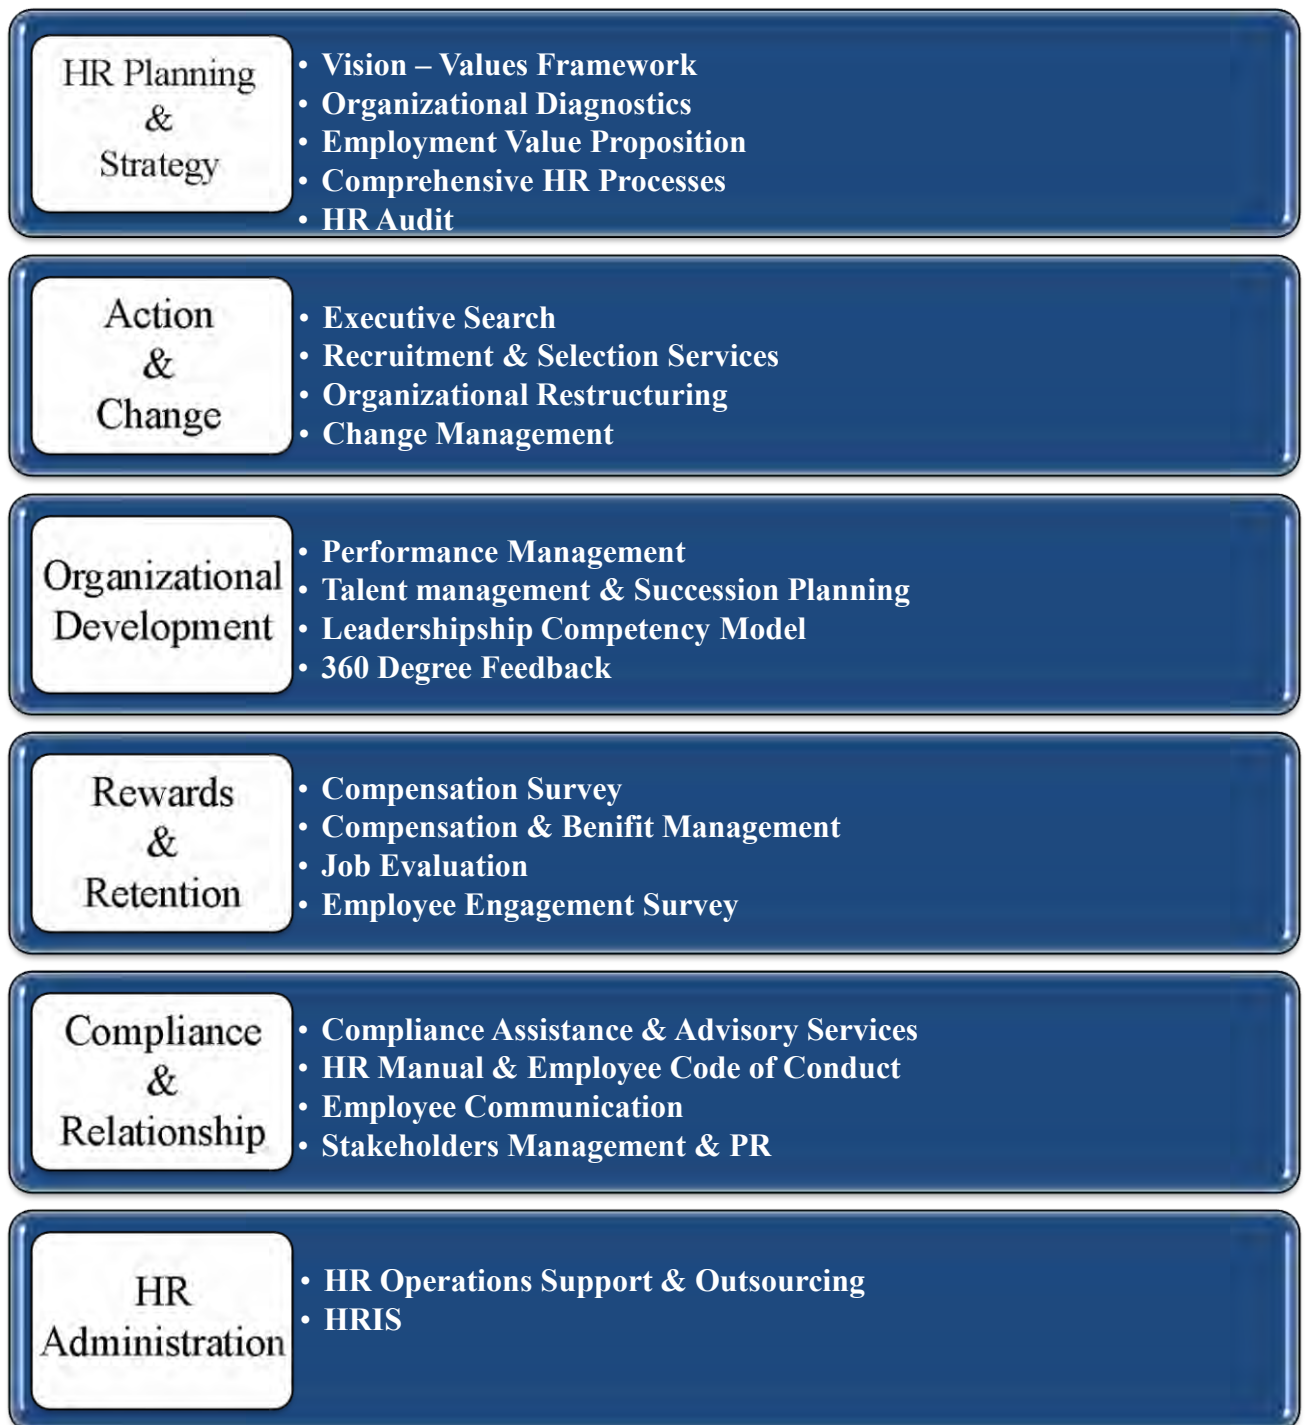 HR Planning
&
Strategy
• Vision – Values Framework
• Organizational Diagnostics
• Employment Value Proposition
• Comprehensive HR Processes
• HR Audit
Action
&
Change
• Executive Search
• Recruitment & Selection Services
• Organizational Restructuring
• Change Management
Organizational
Development
• Performance Management
• Talent management & Succession Planning
• Leadershipship Competency Model
• 360 Degree Feedback
Rewards
&
Retention
• Compensation Survey
• Compensation & Benifit Management
• Job Evaluation
• Employee Engagement Survey
Compliance
&
Relationship
• Compliance Assistance & Advisory Services
• HR Manual & Employee Code of Conduct
• Employee Communication
• Stakeholders Management & PR
HR
Administration
• HR Operations Support & Outsourcing
• HRIS